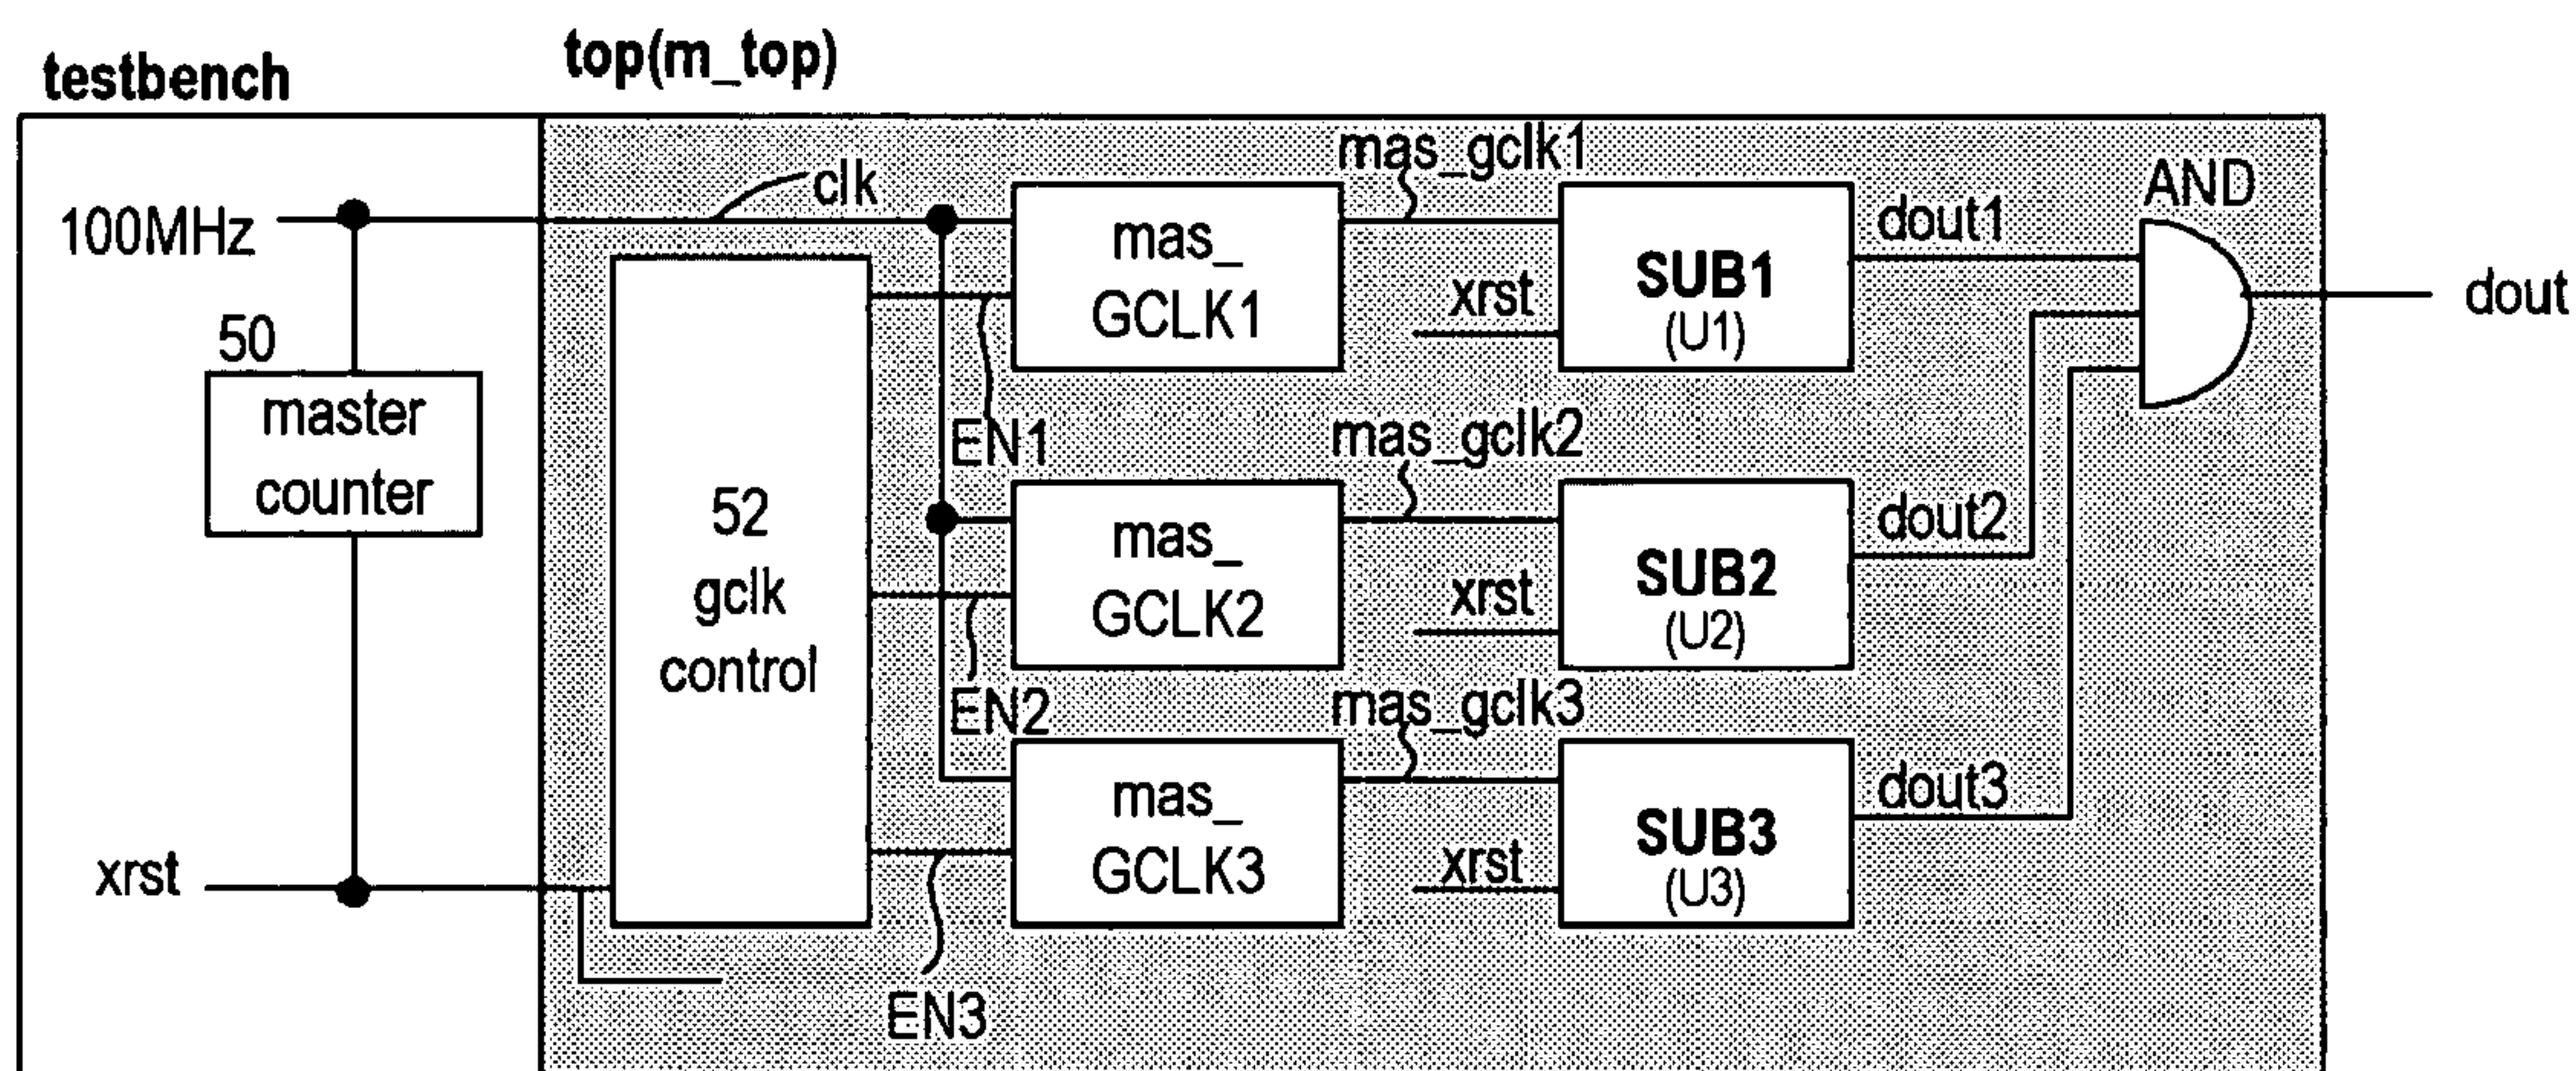 testbench
top(m_top)
100MHz
clk
mas_gclk1
AND
mas_
GCLK1
SUB1
(U1)
xrst
dout1
dout
50
master
counter
EN1
52
gclk
control
mas_gclk2
mas_
GCLK2
SUB2
(U2)
xrst
dout2
EN2
mas_gclk3
mas_
GCLK3
SUB3
(U3)
xrst
dout3
xrst
EN3